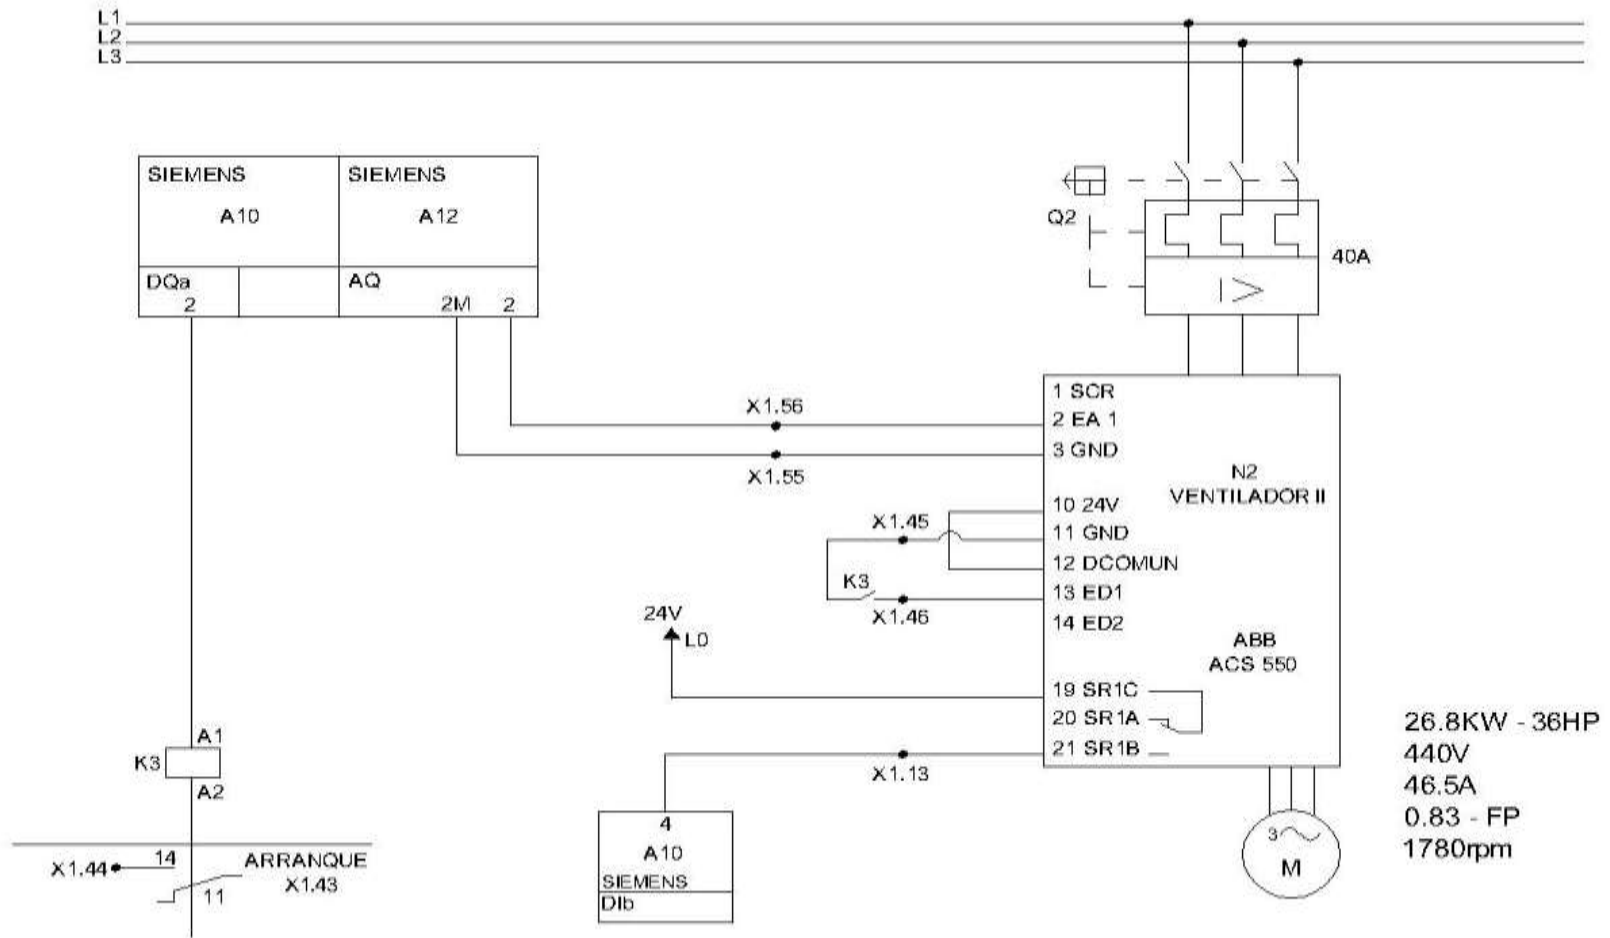 L1
L2
L3
SIEMENS
A10
SIEMENS
A12
DQa
2
AQ
2M
2
Q2
40A
I>
X1.56
X1.55
1 SCR
2 EA 1
3 GND
N2
VENTILADOR II
10 24V
11 GND
12 DCOMUN
13 ED1
14 ED2
X1.45
K3
X1.46
24V
L0
ABB
ACS 550
19 SR1C
20 SR1A
21 SR1B
X1.13
26.8KW - 36HP
440V
46.5A
0.83 - FP
1780rpm
3
M
A1
K3
A2
4
A10
SIEMENS
DIb
X1.44
14
11
ARRANQUE
X1.43